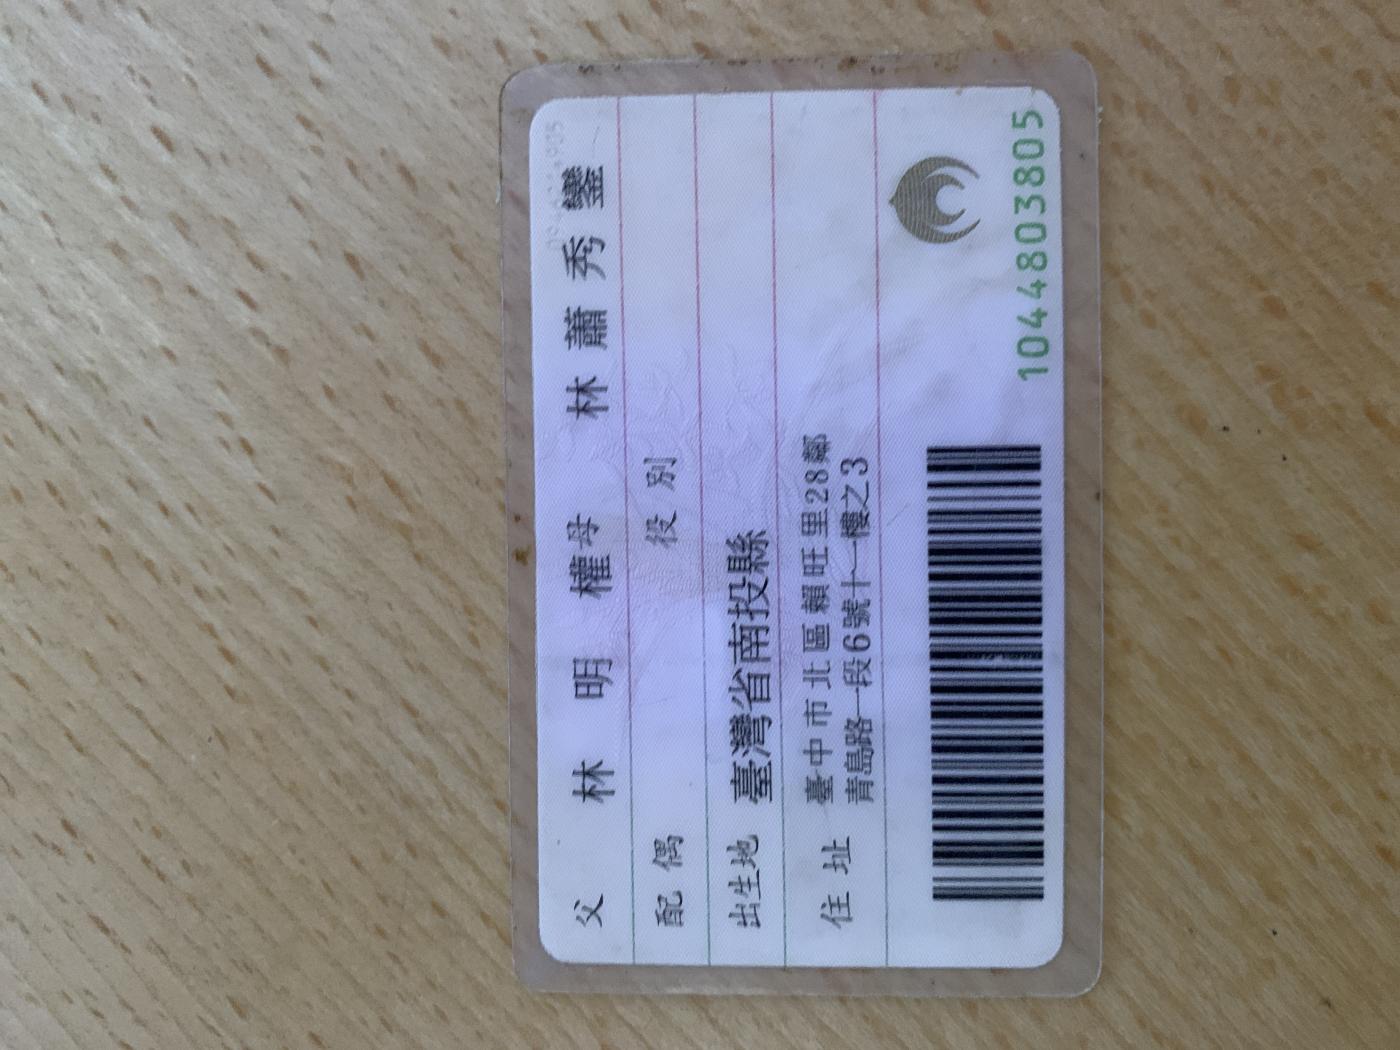 父 林明權 母 林蕭秀鑾
配偶 役別
出生地 臺灣省南投縣
住址 臺中市北區賴旺里28鄰
青島路一段6號十一樓之3
1044803805